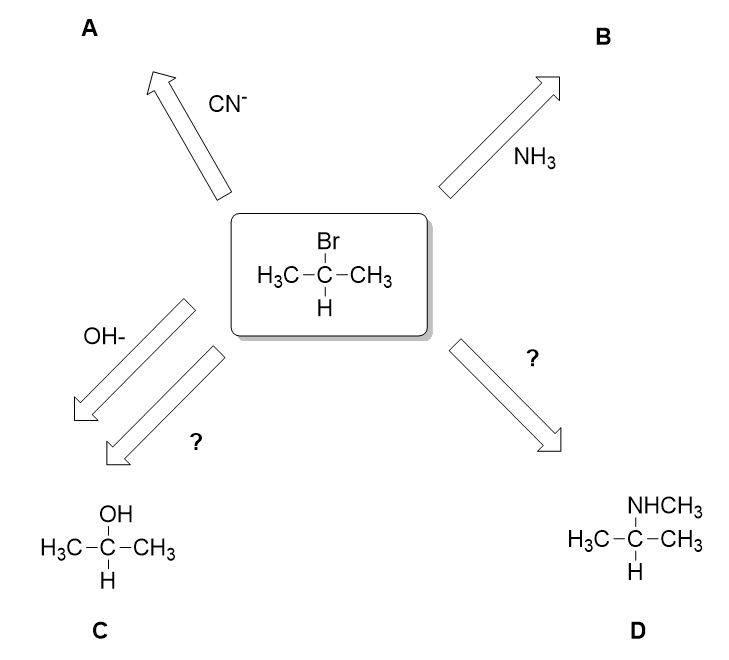 A
B
CN⁻
NH₃
Br
H₃C–C–CH₃
H
OH-
?
?
OH
H₃C–C–CH₃
H
NHCH₃
H₃C–C–CH₃
H
C
D